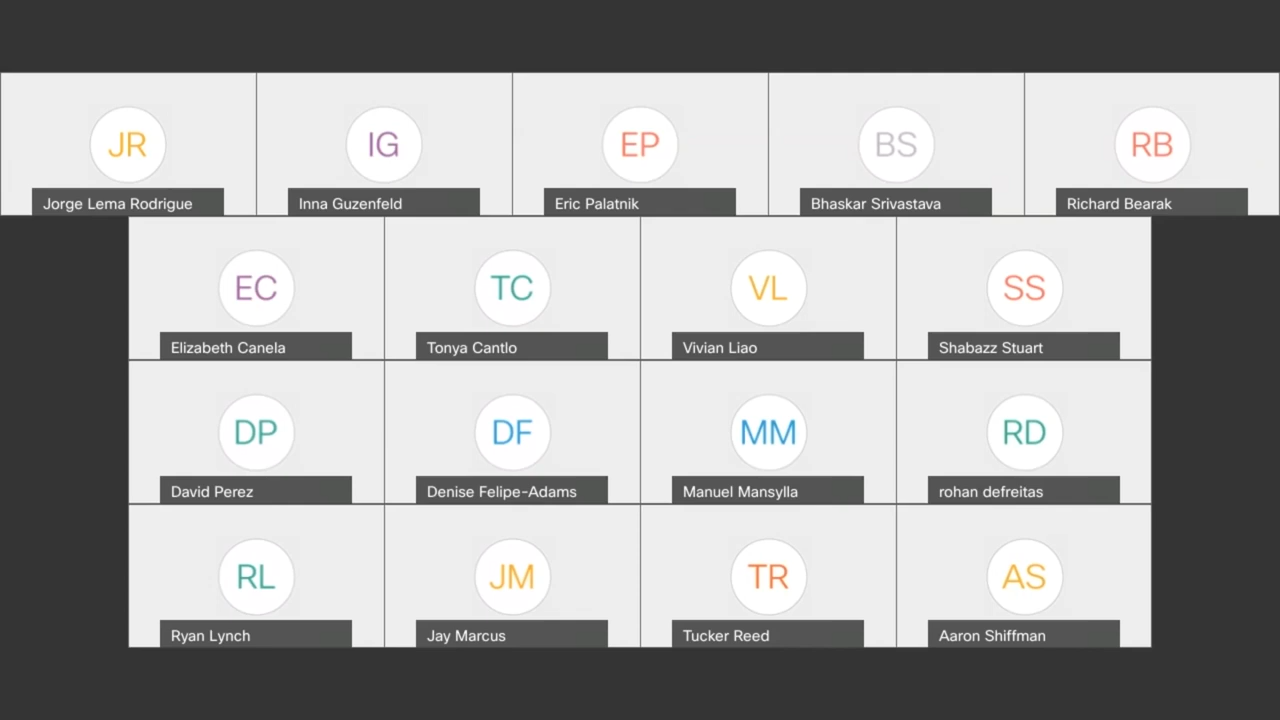 JR IG EP BS RB
Jorge Lema Rodrigue Inna Guzenfeld Eric Palatnik Bhaskar Srivastava Richard Bearak
EC TC VL SS
Elizabeth Canela Tonya Cantlo Vivian Liao Shabazz Stuart
DP DF MM RD
David Perez Denise Felipe-Adams Manuel Mansylla rohan defreitas
RL JM TR AS
Ryan Lynch Jay Marcus Tucker Reed Aaron Shiffman